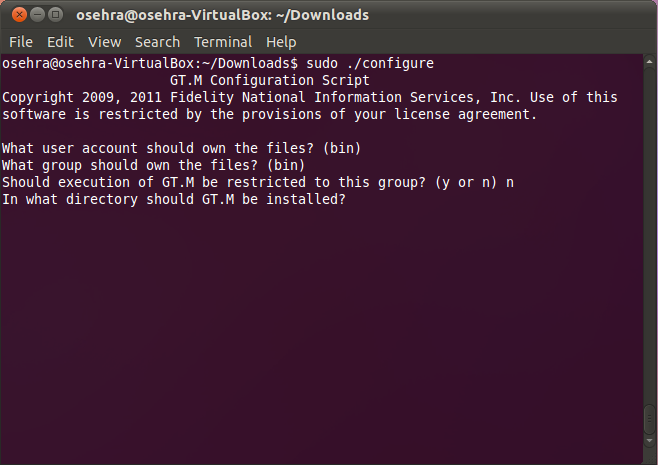 osehra@osehra-VirtualBox: ~/Downloads
File Edit View Search Terminal Help
osehra@osehra-VirtualBox:~/Downloads$ sudo ./configure
GT.M Configuration Script
Copyright 2009, 2011 Fidelity National Information Services, Inc. Use of this
software is restricted by the provisions of your license agreement.
What user account should own the files? (bin)
What group should own the files? (bin)
Should execution of GT.M be restricted to this group? (y or n) n
In what directory should GT.M be installed?